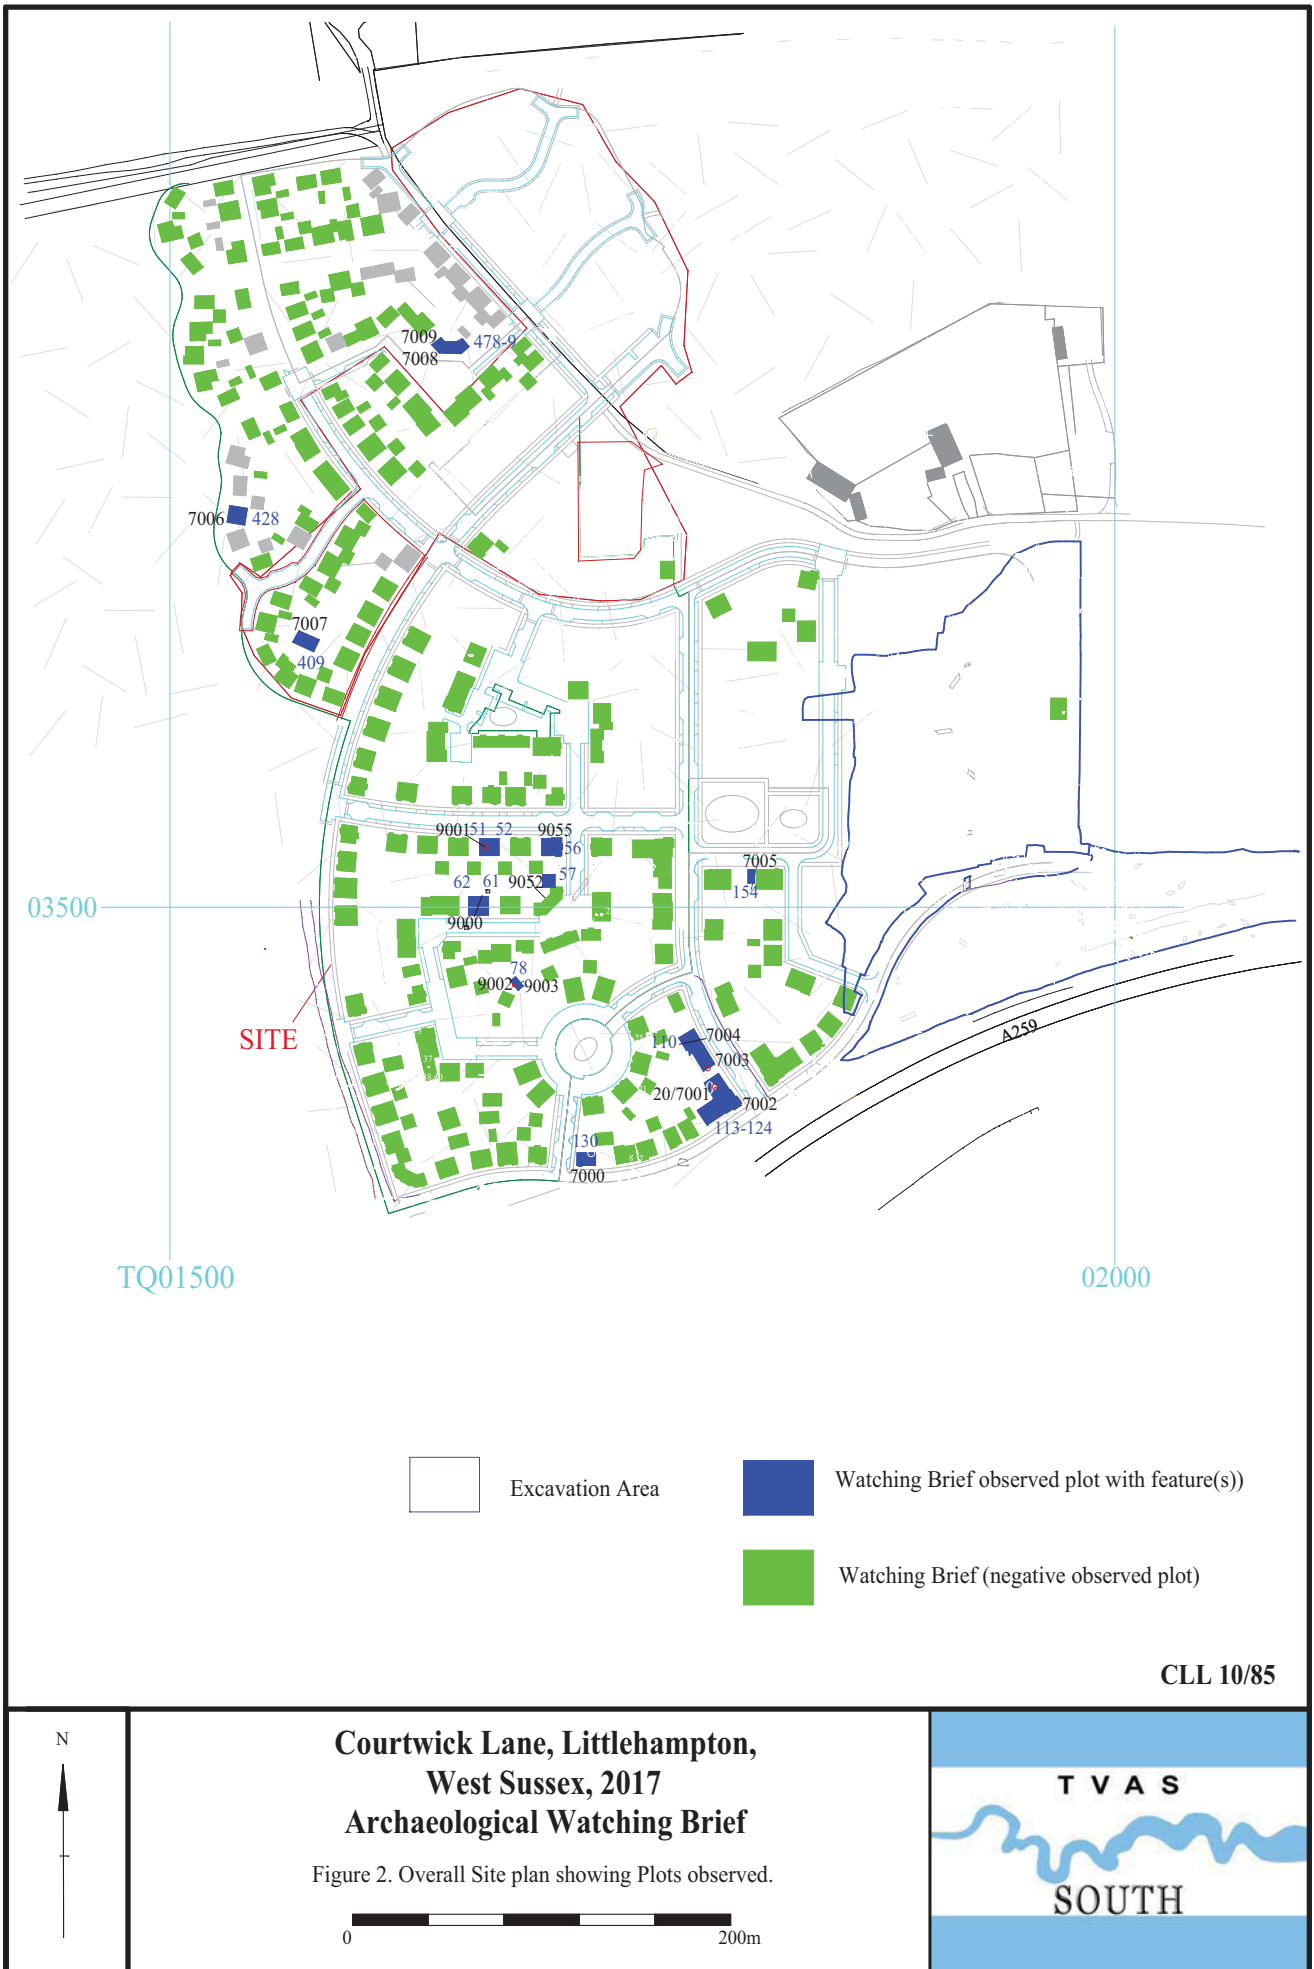 7009
478-9
7008
7006
428
7007
409
9001
51
52
9055
56
57
62
61
9052
7005
154
03500
9000
78
9002
9003
SITE
110
7004
7003
20/7001
7002
113-124
130
7000
A259
37
TQ01500
02000
Excavation Area
Watching Brief observed plot with feature(s))
Watching Brief (negative observed plot)
CLL 10/85
N
Courtwick Lane, Littlehampton,
West Sussex, 2017
Archaeological Watching Brief
Figure 2. Overall Site plan showing Plots observed.
0
200m
TVAS
SOUTH